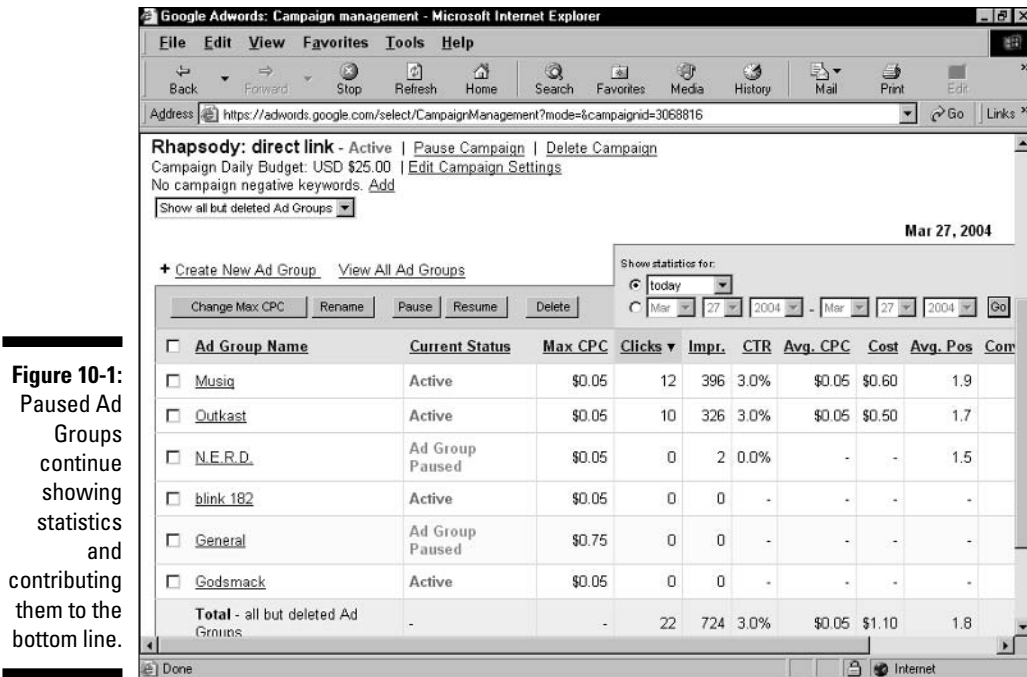 Google Adwords: Campaign management - Microsoft Internet Explorer
File Edit View Favorites Tools Help
Back Forward Stop Refresh Home Search Favorites Media History Mail Print Edit
Address https://adwords.google.com/select/CampaignManagement?mode=&campaignid=3068816 Go Links
Rhapsody: direct link - Active | Pause Campaign | Delete Campaign
Campaign Daily Budget: USD $25.00 | Edit Campaign Settings
No campaign negative keywords. Add
Show all but deleted Ad Groups
Mar 27, 2004
+ Create New Ad Group View All Ad Groups
Show statistics for:
today
Change Max CPC Rename Pause Resume Delete
Mar 27 2004 - Mar 27 2004 Go
Ad Group Name Current Status Max CPC Clicks Impr. CTR Avg. CPC Cost Avg. Pos
Musiq Active $0.05 12 396 3.0% $0.05 $0.60 1.9
Outkast Active $0.05 10 326 3.0% $0.05 $0.50 1.7
N.E.R.D. Ad Group Paused $0.05 0 2 0.0% - - 1.5
blink 182 Active $0.05 0 0 - - - -
General Ad Group Paused $0.75 0 0 - - - -
Godsmack Active $0.05 0 0 - - - -
Total - all but deleted Ad Groups - - 22 724 3.0% $0.05 $1.10 1.8
Done Internet
Figure 10-1:
Paused Ad
Groups
continue
showing
statistics
and
contributing
them to the
bottom line.